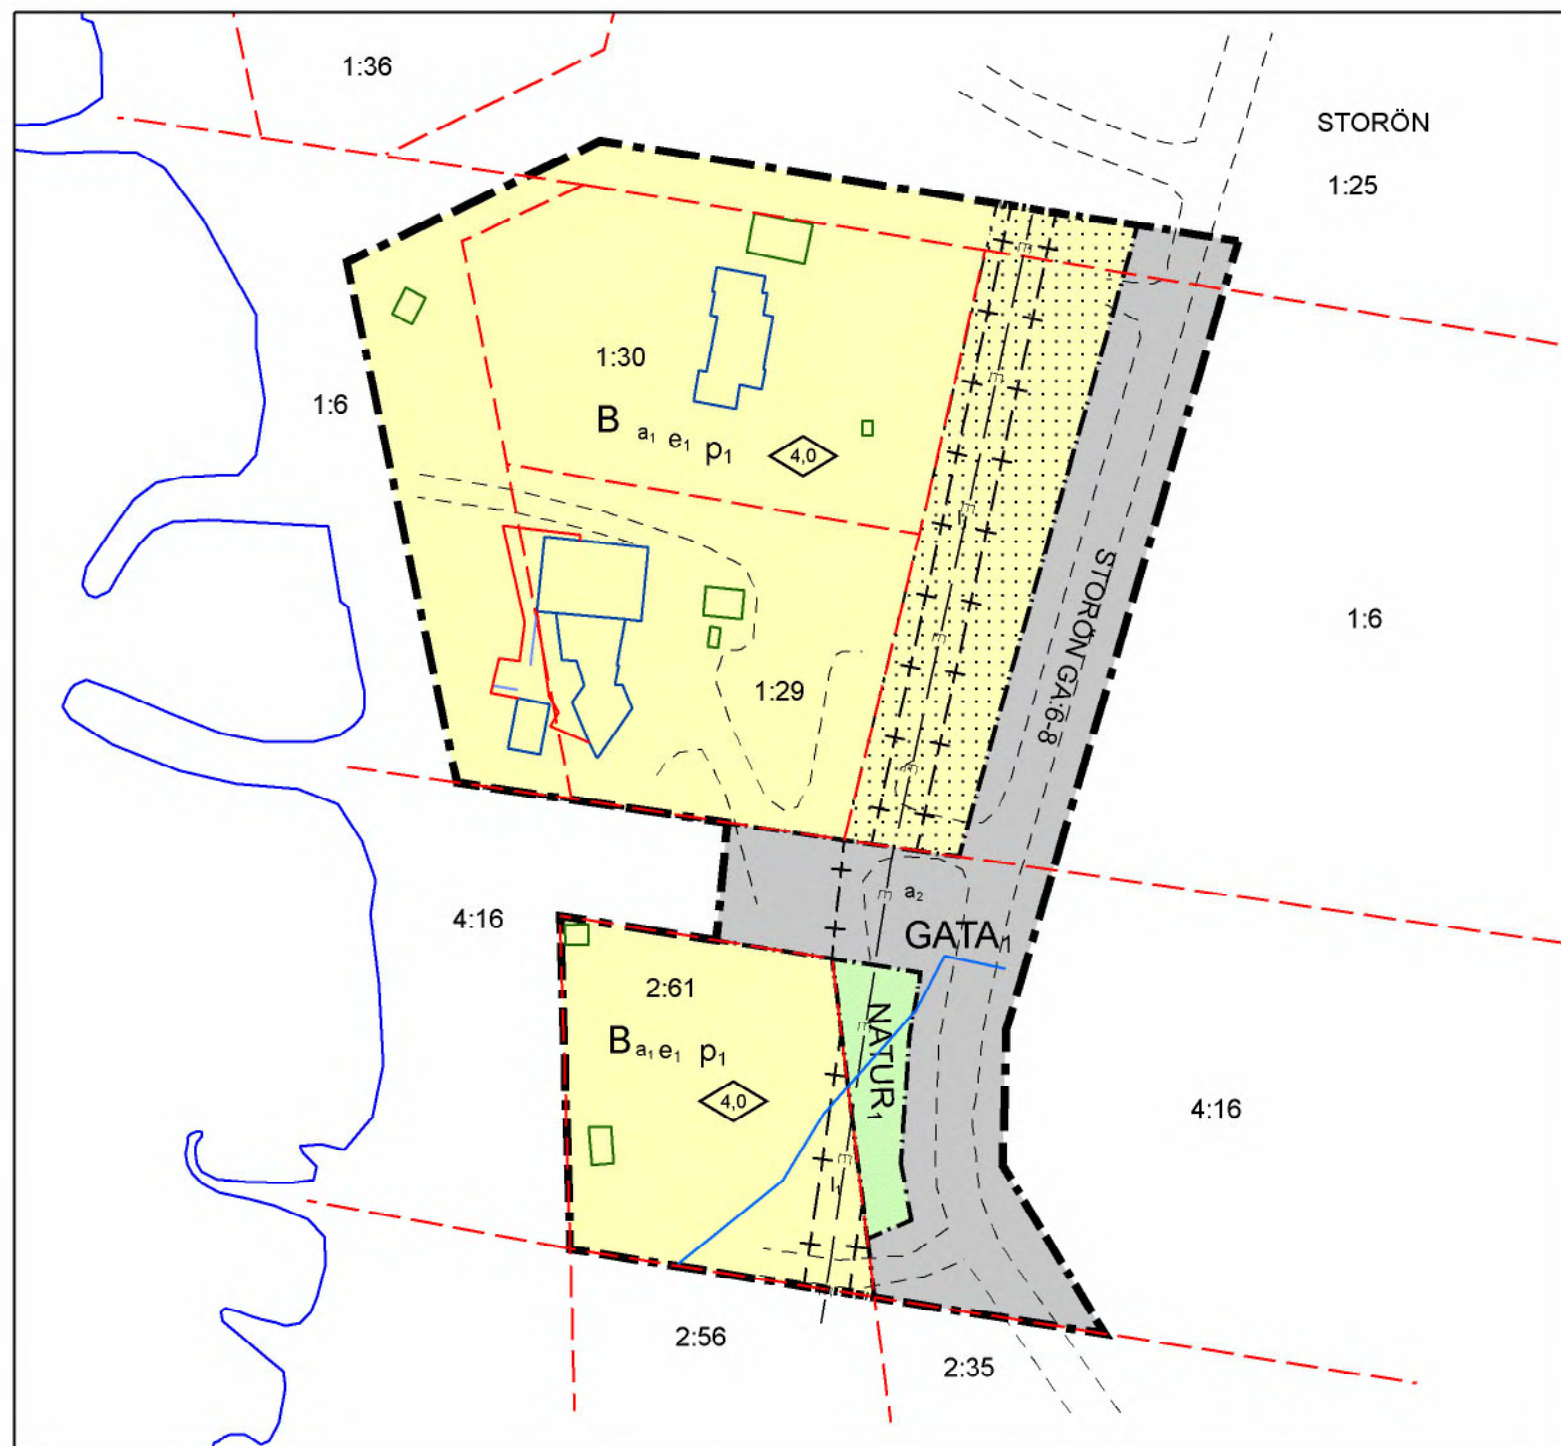 1:36
STORÖN
1:25
1:30
1:6
B a₁ e₁ p₁ 4,0
STORÖN GA:6-8
1:6
1:29
a₂
4:16
GATA₁
2:61
NATUR₁
B a₁ e₁ p₁
4,0
4:16
2:56
2:35
E
E
E
E
E
E
E
E